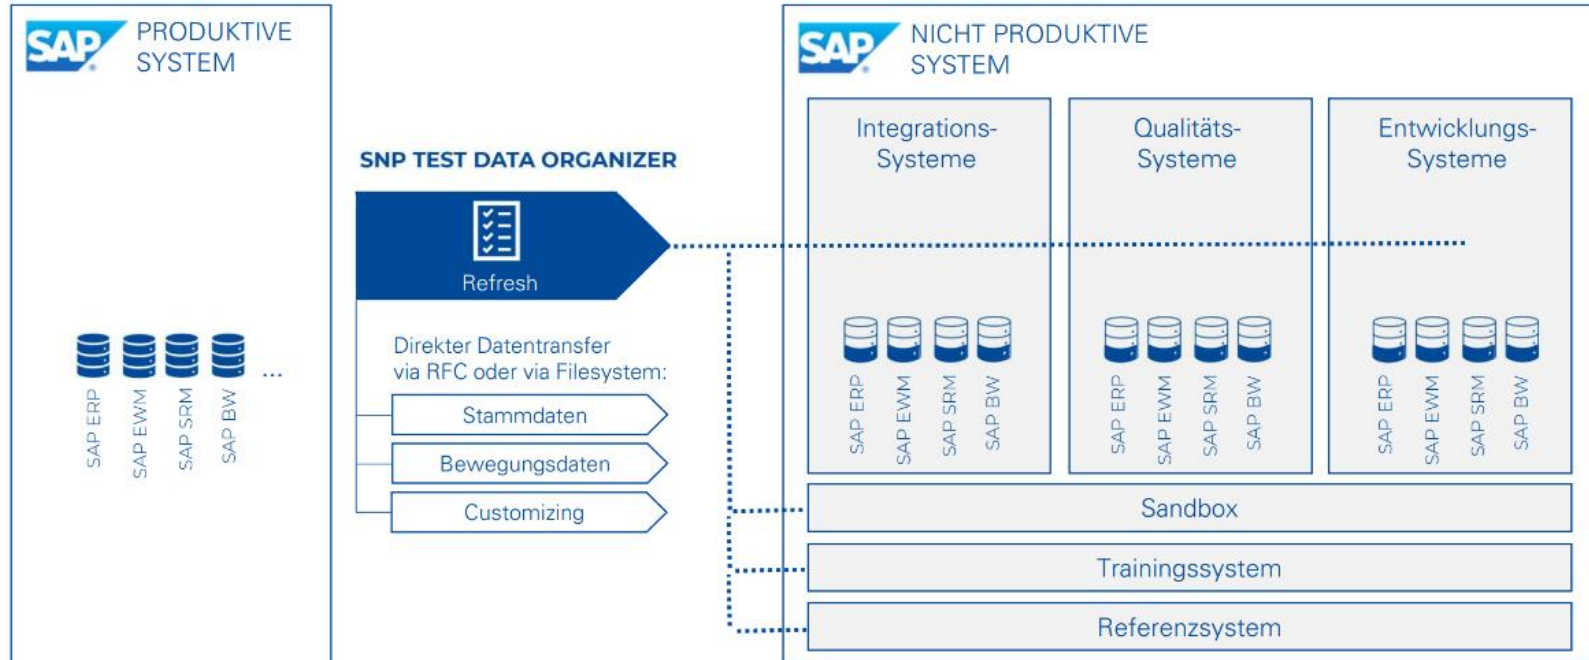 SAP
PRODUKTIVE
SYSTEM
SAP ERP
SAP EWM
SAP SRM
SAP BW
...
SNP TEST DATA ORGANIZER
Refresh
Direkter Datentransfer
via RFC oder via Filesystem:
Stammdaten
Bewegungsdaten
Customizing
SAP
NICHT PRODUKTIVE
SYSTEM
Integrations-
Systeme
SAP ERP
SAP EWM
SAP SRM
SAP BW
Qualitäts-
Systeme
SAP ERP
SAP EWM
SAP SRM
SAP BW
Entwicklungs-
Systeme
SAP ERP
SAP EWM
SAP SRM
SAP BW
Sandbox
Trainingssystem
Referenzsystem